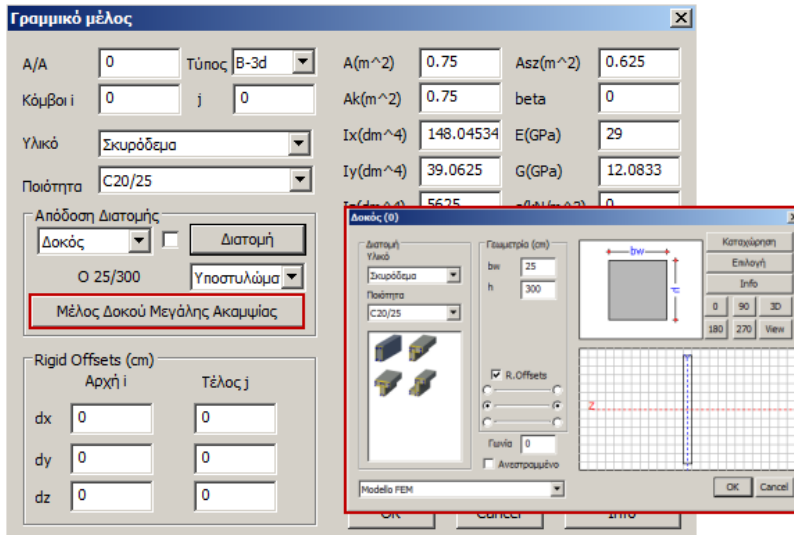 Γραμμικό μέλος
A/A 0 Τύπος B-3d A(m^2) 0.75 Asz(m^2) 0.625
Κόμβοι i 0 j 0 Ak(m^2) 0.75 beta 0
Υλικό Σκυρόδεμα Ix(dm^4) 148.04534 E(GPa) 29
Ποιότητα C20/25 Iy(dm^4) 39.0625 G(GPa) 12.0833
5625 0
Απόδοση Διατομής
Δοκός Διατομή
O 25/300 Υποστυλώμα
Μέλος Δοκού Μεγάλης Ακαμψίας
Rigid Offsets (cm)
Αρχή i Τέλος j
dx 0 0
dy 0 0
dz 0 0
Δοκός (0)
Διατομή
Υλικό
Σκυρόδεμα
Ποιότητα
C20/25
Γεωμετρία (cm)
bw 25
h 300
R.Offsets
Γωνία 0
Ανεστραμμένο
Modello FEM
bw
h
Καταχώρηση
Επιλογή
Info
0 90 3D
180 270 View
Z
OK Cancel
OK Cancel Info